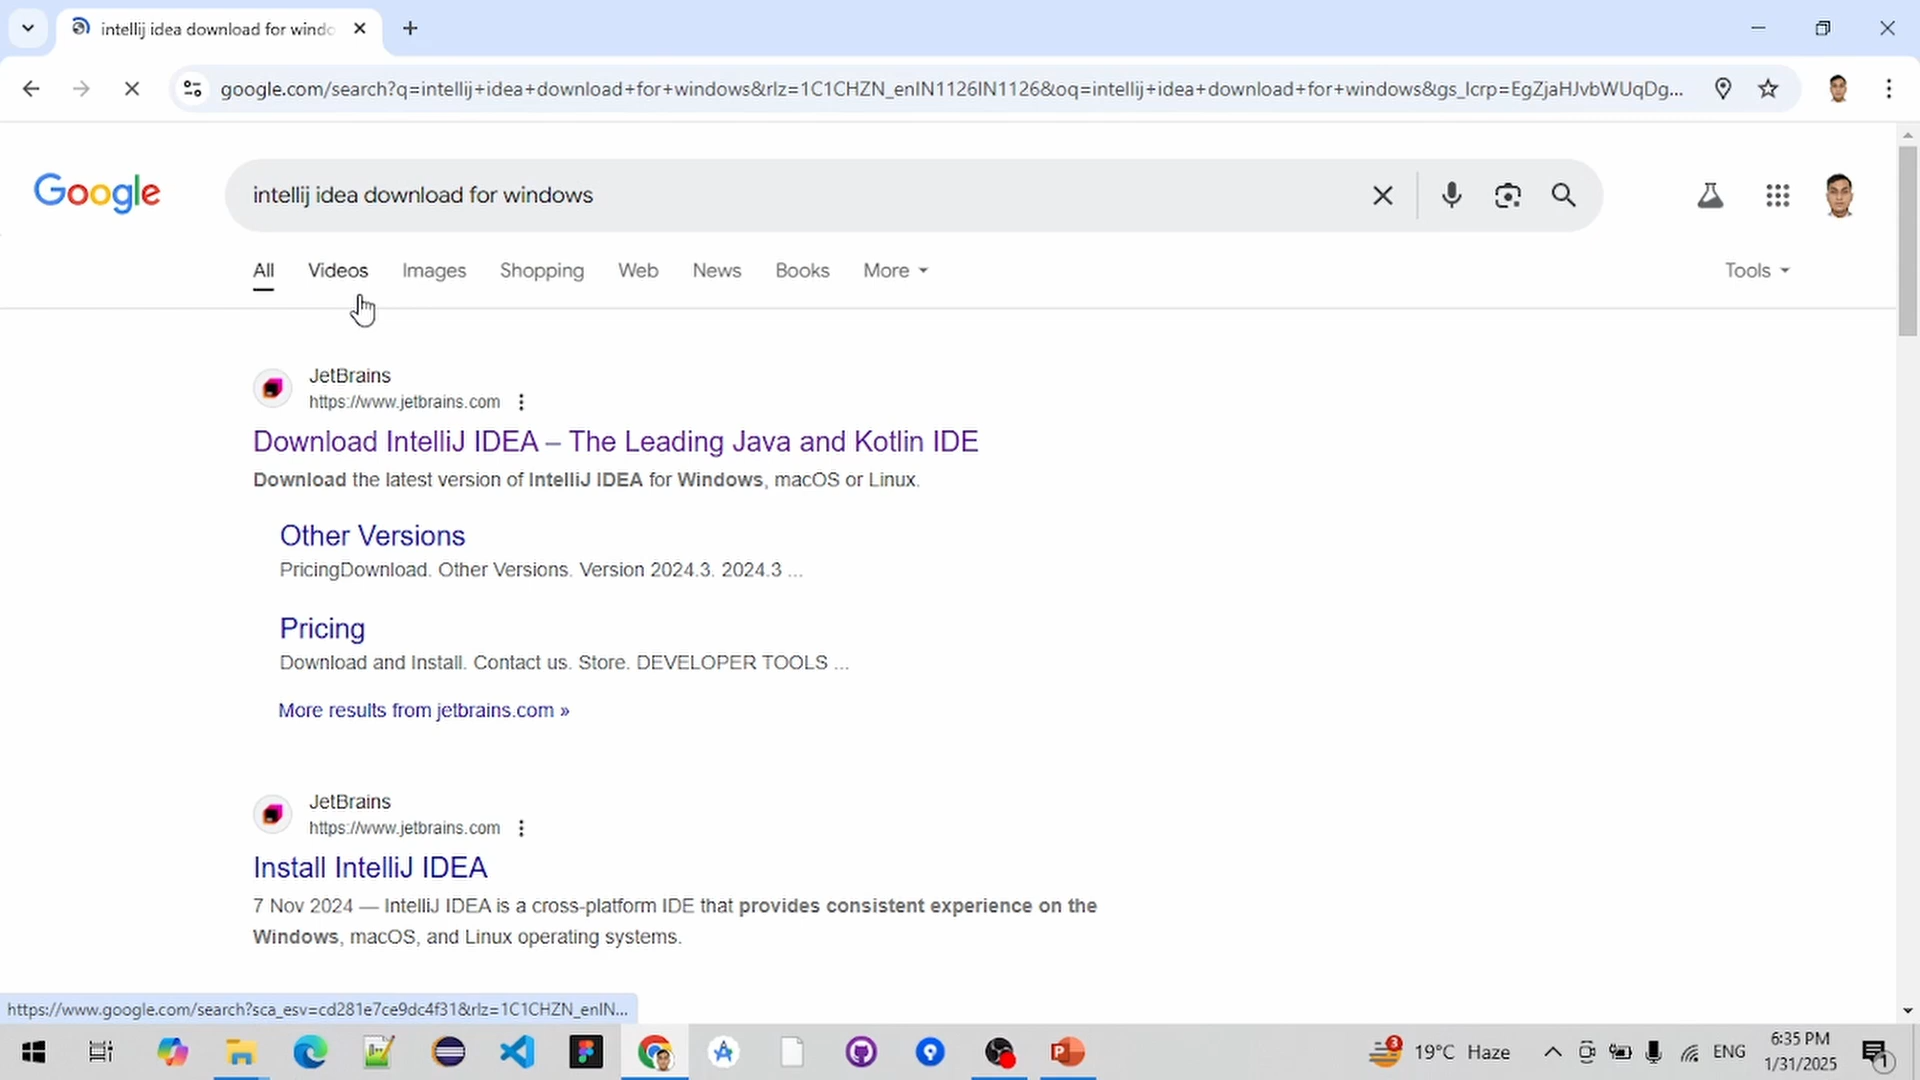 intellij idea download for windo
google.com/search?q=intellij+idea+download+for+windows&rlz=1C1CHZN_enIN1126IN1126&oq=intellij+idea+download+for+windows&gs_lcrp=EgZjaHJvbWUqDg...
Google
intellij idea download for windows
All Videos Images Shopping Web News Books More Tools
JetBrains
https://www.jetbrains.com
Download IntelliJ IDEA – The Leading Java and Kotlin IDE
Download the latest version of IntelliJ IDEA for Windows, macOS or Linux.
Other Versions
PricingDownload. Other Versions. Version 2024.3. 2024.3 ...
Pricing
Download and Install. Contact us. Store. DEVELOPER TOOLS ...
More results from jetbrains.com »
JetBrains
https://www.jetbrains.com
Install IntelliJ IDEA
7 Nov 2024 — IntelliJ IDEA is a cross-platform IDE that provides consistent experience on the
Windows, macOS, and Linux operating systems.
https://www.google.com/search?sca_esv=cd281e7ce9dc4f31&rlz=1C1CHZN_enIN...
3
19°C Haze
ENG
6:35 PM
1/31/2025
1